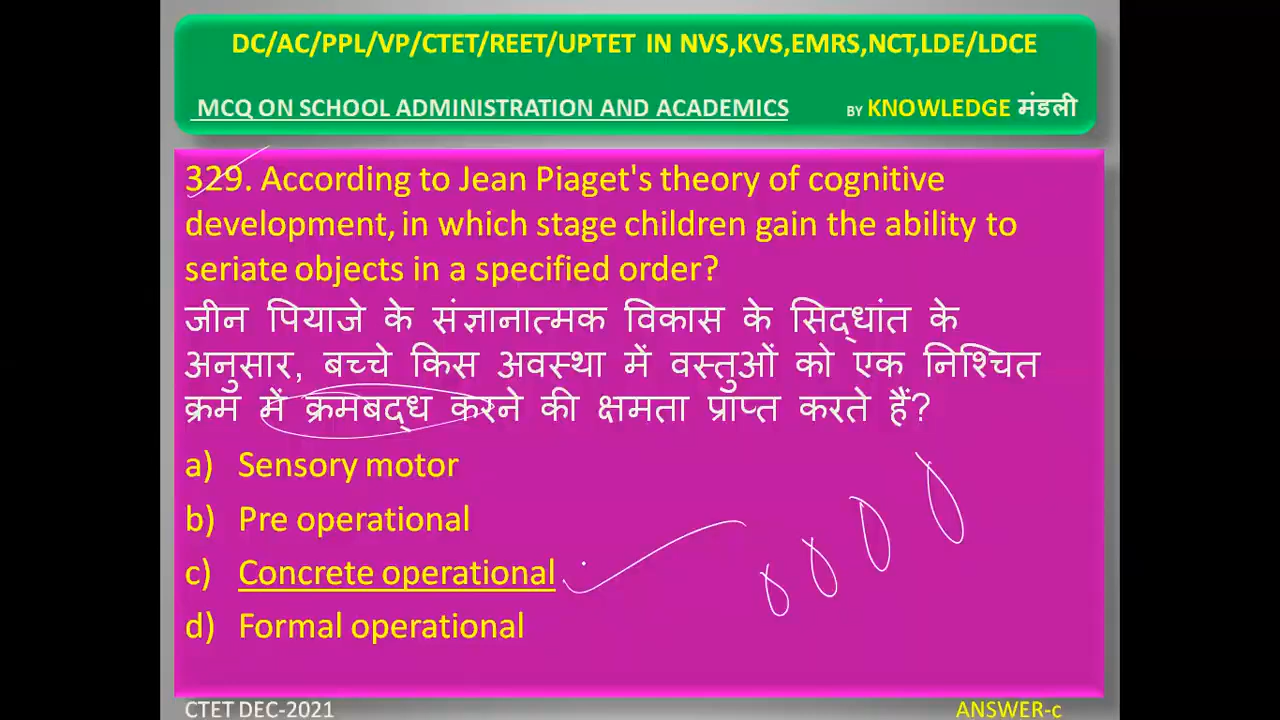 DC/AC/PPL/VP/CTET/REET/UPTET IN NVS,KVS,EMRS,NCT,LDE/LDCE
MCQ ON SCHOOL ADMINISTRATION AND ACADEMICS BY KNOWLEDGE मंडली
329. According to Jean Piaget's theory of cognitive
development, in which stage children gain the ability to
seriate objects in a specified order?
जीन पियाजे के संज्ञानात्मक विकास के सिद्धांत के
अनुसार, बच्चे किस अवस्था में वस्तुओं को एक निश्चित
क्रम में क्रमबद्ध करने की क्षमता प्राप्त करते हैं?
a) Sensory motor
b) Pre operational
c) Concrete operational
d) Formal operational
CTET DEC-2021 ANSWER-c